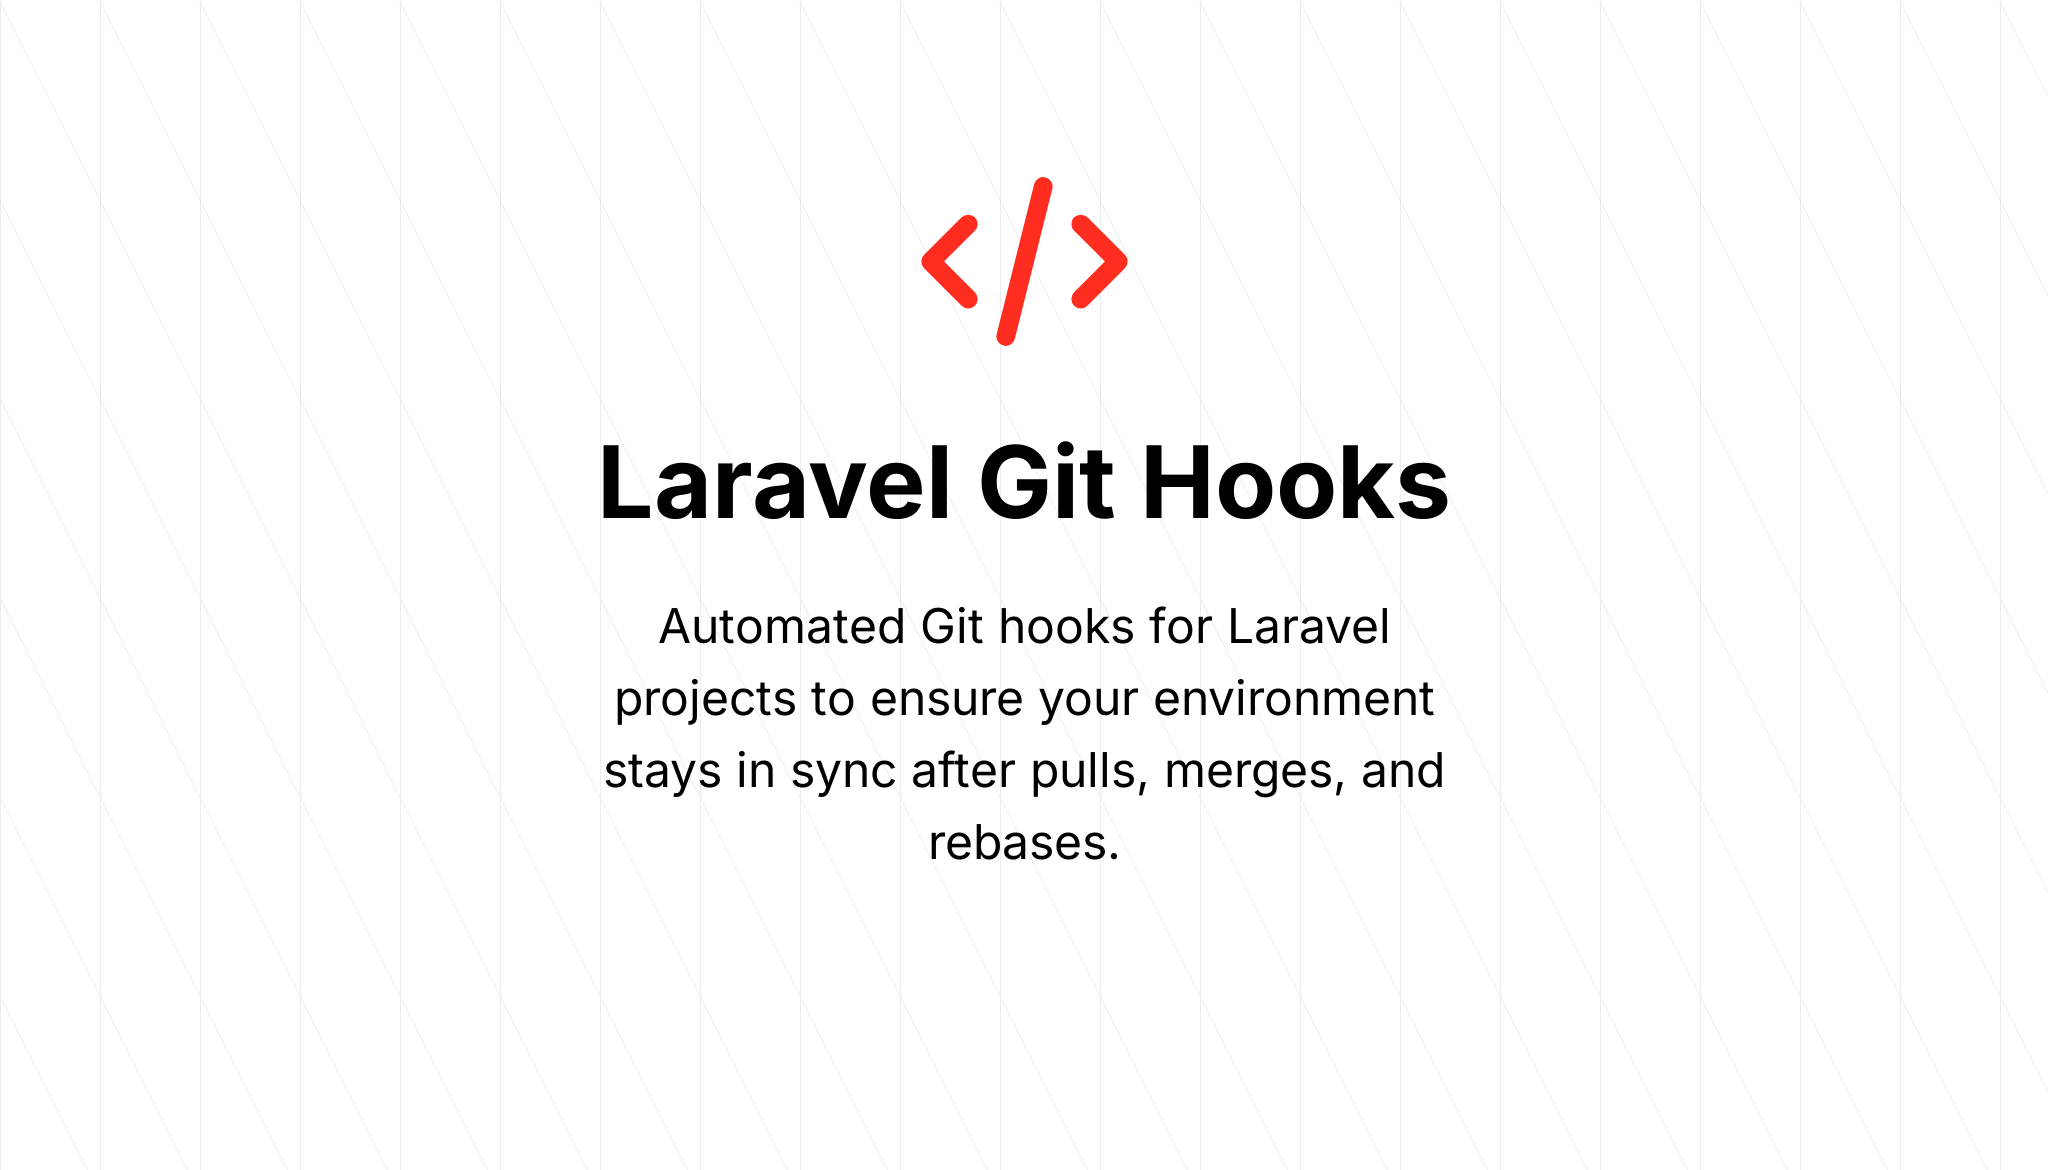 Laravel Git Hooks
Automated Git hooks for Laravel
projects to ensure your environment
stays in sync after pulls, merges, and
rebases.